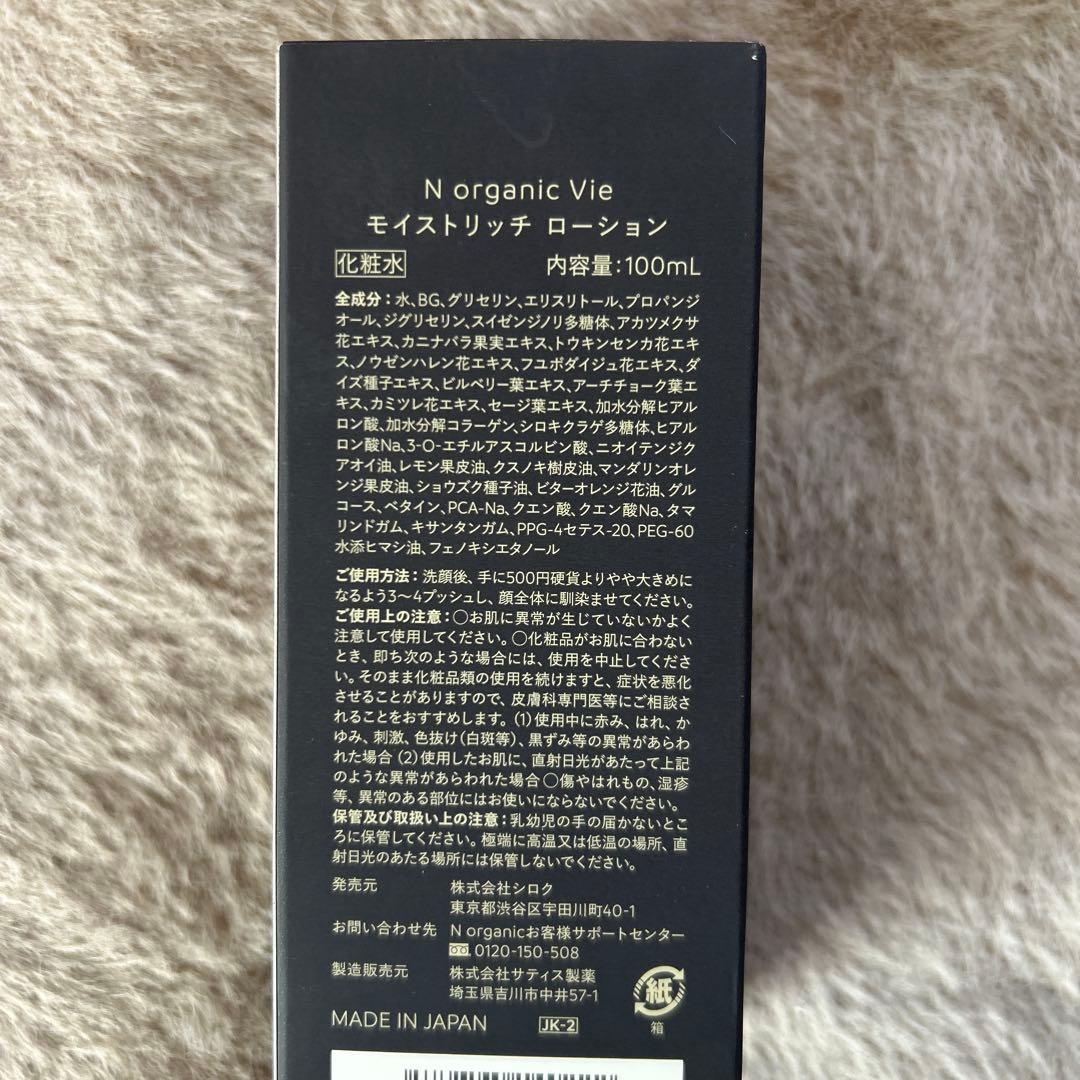 N organic Vie
モイストリッチ ローション
化粧水 内容量：100mL
全成分：水、BG、グリセリン、エリスリトール、プロパンジ
オール、ジグリセリン、スイゼンジノリ多糖体、アカツメクサ
花エキス、カニナバラ果実エキス、トウキンセンカ花エキ
ス、ノウゼンハレン花エキス、フユボダイジュ花エキス、ダ
イズ種子エキス、ビルベリー葉エキス、アーチチョーク葉エ
キス、カミツレ花エキス、セージ葉エキス、加水分解ヒアル
ロン酸、加水分解コラーゲン、シロキクラゲ多糖体、ヒアル
ロン酸Na、3-O-エチルアスコルビン酸、ニオイテンジク
アオイ油、レモン果皮油、クスノキ樹皮油、マンダリンオレ
ンジ果皮油、ショウズク種子油、ビターオレンジ花油、グル
コース、ベタイン、PCA-Na、クエン酸、クエン酸Na、タマ
リンドガム、キサンタンガム、PPG-4セテス-20、PEG-60
水添ヒマシ油、フェノキシエタノール
ご使用方法：洗顔後、手に500円硬貨よりやや大きめに
なるよう3〜4プッシュし、顔全体に馴染ませてください。
ご使用上の注意：○お肌に異常が生じていないかよく
注意して使用してください。○化粧品がお肌に合わない
とき、即ち次のような場合には、使用を中止してくださ
い。そのまま化粧品類の使用を続けますと、症状を悪化
させることがありますので、皮膚科専門医等にご相談さ
れることをおすすめします。(1)使用中に赤み、はれ、か
ゆみ、刺激、色抜け(白斑等)、黒ずみ等の異常があらわ
れた場合 (2)使用したお肌に、直射日光があたって上記
のような異常があらわれた場合 ○傷やはれもの、湿疹
等、異常のある部位にはお使いにならないでください。
保管及び取扱い上の注意：乳幼児の手の届かないとこ
ろに保管してください。極端に高温又は低温の場所、直
射日光のあたる場所には保管しないでください。
発売元 株式会社シロク
東京都渋谷区宇田川町40-1
お問い合わせ先 N organicお客様サポートセンター
0120-150-508
製造販売元 株式会社サティス製薬
埼玉県吉川市中井57-1
紙
箱
MADE IN JAPAN JK-2